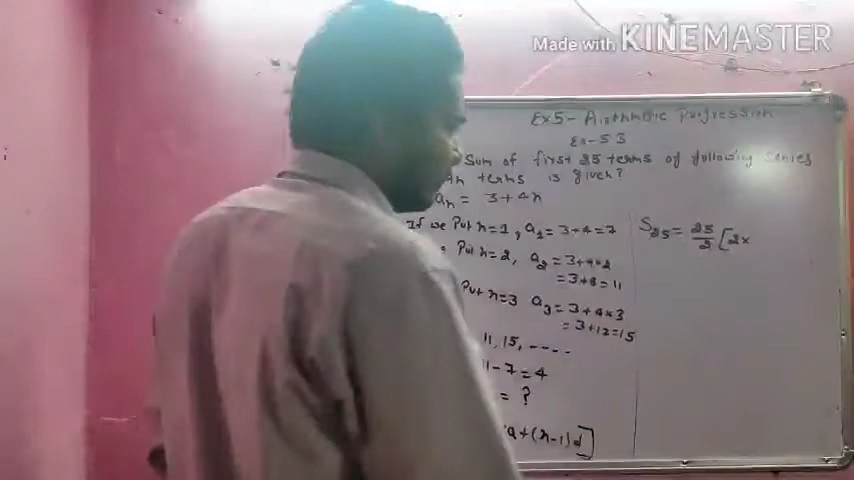 Made with KINEMASTER
Ex5- Arithmetic Progression
Ex-5.3
Sum of first 25 terms of following series
terms is given?
an = 3+4n
If we Put n=1, a1 = 3+4=7
Put n=2, a2 = 3+4×2
= 3+8=11
Put n=3 a3 = 3+4×3
= 3+12=15
11, 15, ----
11-7=4
= ?
a+(n-1)d]
S25 = 25/2 [2×